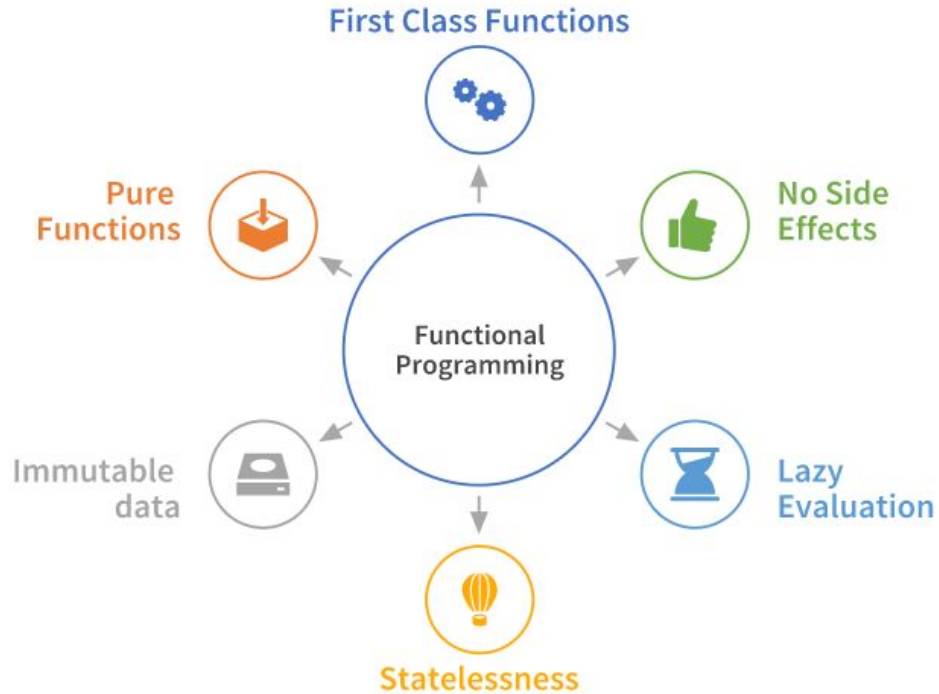 First Class Functions
Pure
Functions
No Side
Effects
Functional
Programming
Immutable
data
Lazy
Evaluation
Statelessness